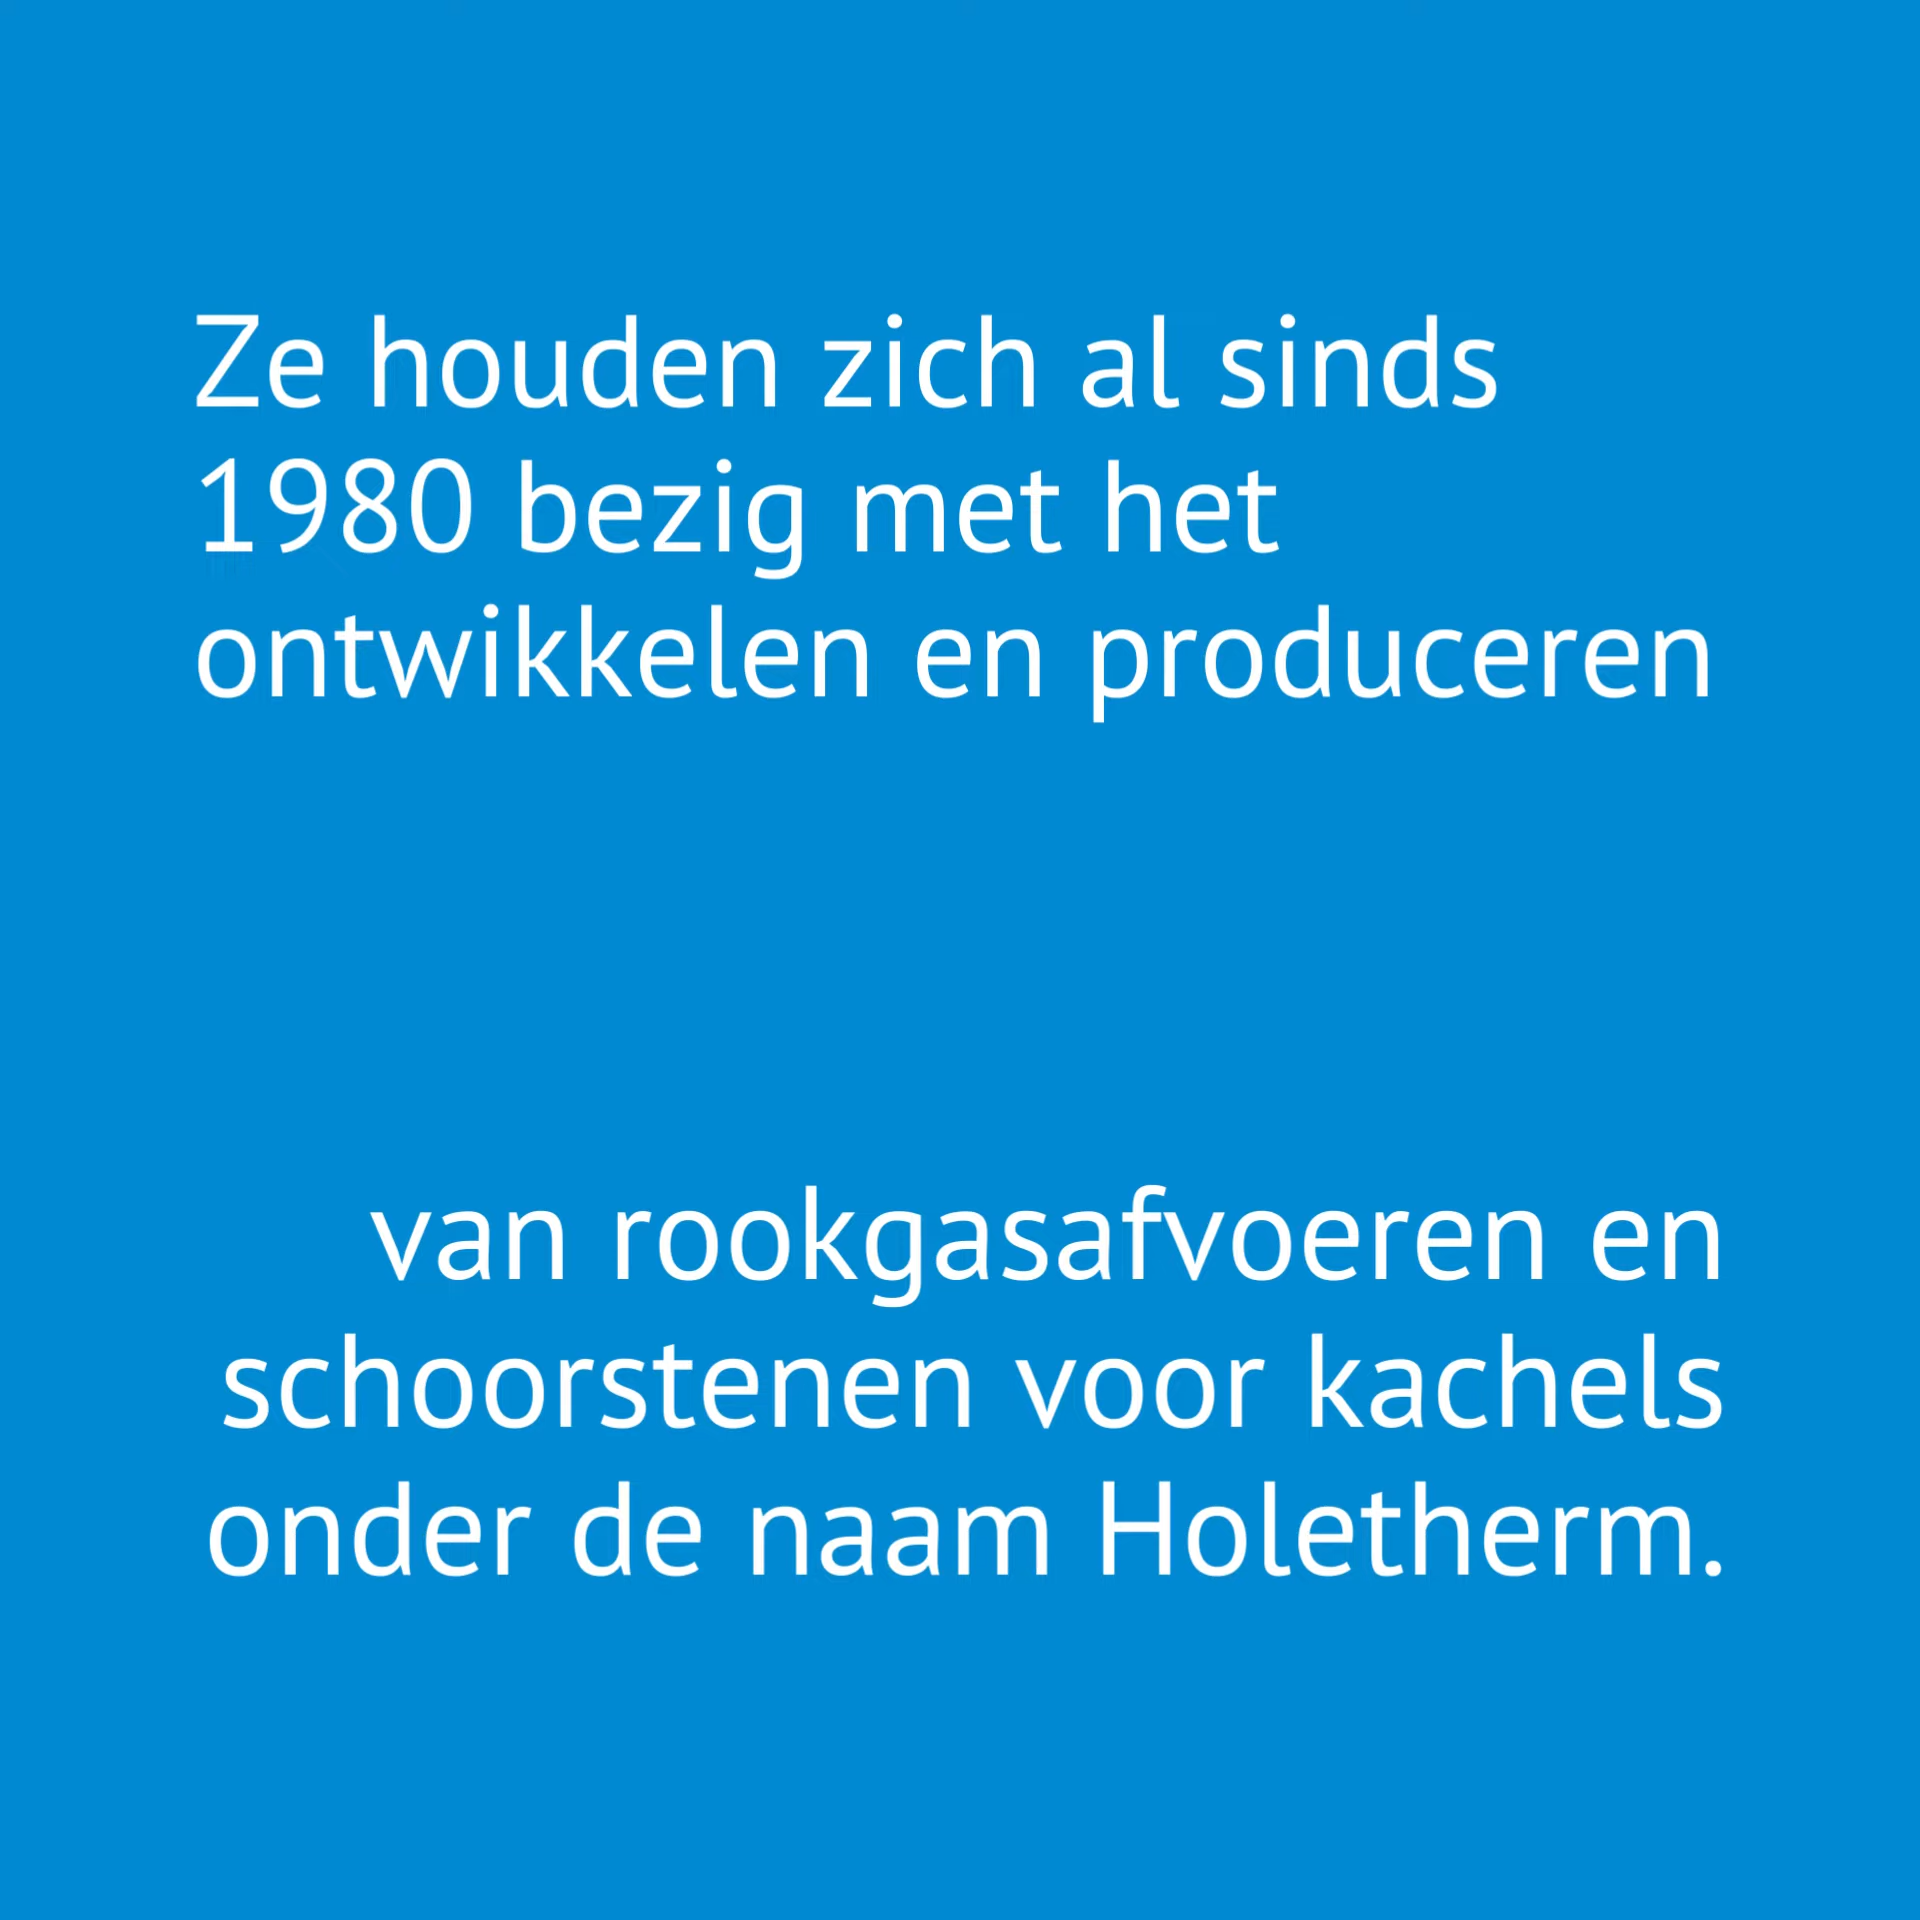 Ze houden zich al sinds
1980 bezig met het
ontwikkelen en produceren
van rookgasafvoeren en
schoorstenen voor kachels
onder de naam Holetherm.